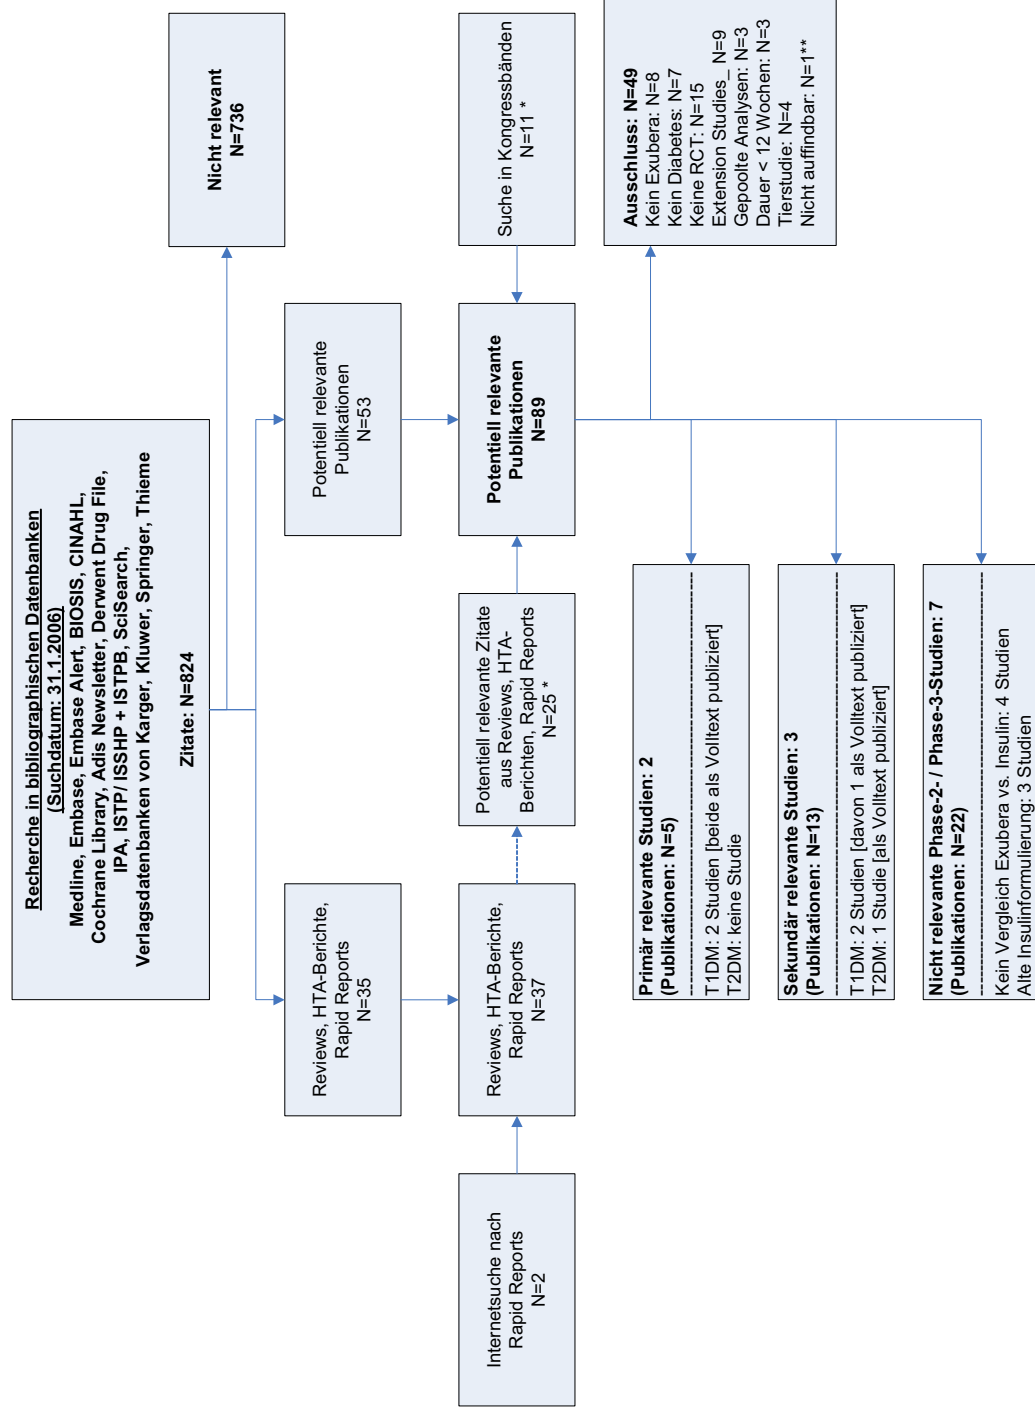 Recherche in bibliographischen Datenbanken
(Suchdatum: 31.1.2006)
Medline, Embase, Embase Alert, BIOSIS, CINAHL,
Cochrane Library, Adis Newsletter, Derwent Drug File,
IPA, ISTP/ ISSHP + ISTPB, SciSearch,
Verlagsdatenbanken von Karger, Kluwer, Springer, Thieme
Zitate: N=824
Nicht relevant
N=736
Reviews, HTA-Berichte,
Rapid Reports
N=35
Potentiell relevante
Publikationen
N=53
Internetsuche nach
Rapid Reports
N=2
Reviews, HTA-Berichte,
Rapid Reports
N=37
Potentiell relevante Zitate
aus Reviews, HTA-
Berichten, Rapid Reports
N=25 *
Potentiell relevante
Publikationen
N=89
Suche in Kongressbänden
N=11 *
Ausschluss: N=49
Kein Exubera: N=8
Kein Diabetes: N=7
Keine RCT: N=15
Extension Studies_ N=9
Gepoolte Analysen: N=3
Dauer < 12 Wochen: N=3
Tierstudie: N=4
Nicht auffindbar: N=1**
Primär relevante Studien: 2
(Publikationen: N=5)
T1DM: 2 Studien [beide als Volltext publiziert]
T2DM: keine Studie
Sekundär relevante Studien: 3
(Publikationen: N=13)
T1DM: 2 Studien [davon 1 als Volltext publiziert]
T2DM: 1 Studie [als Volltext publiziert]
Nicht relevante Phase-2- / Phase-3-Studien: 7
(Publikationen: N=22)
Kein Vergleich Exubera vs. Insulin: 4 Studien
Alte Insulinformulierung: 3 Studien